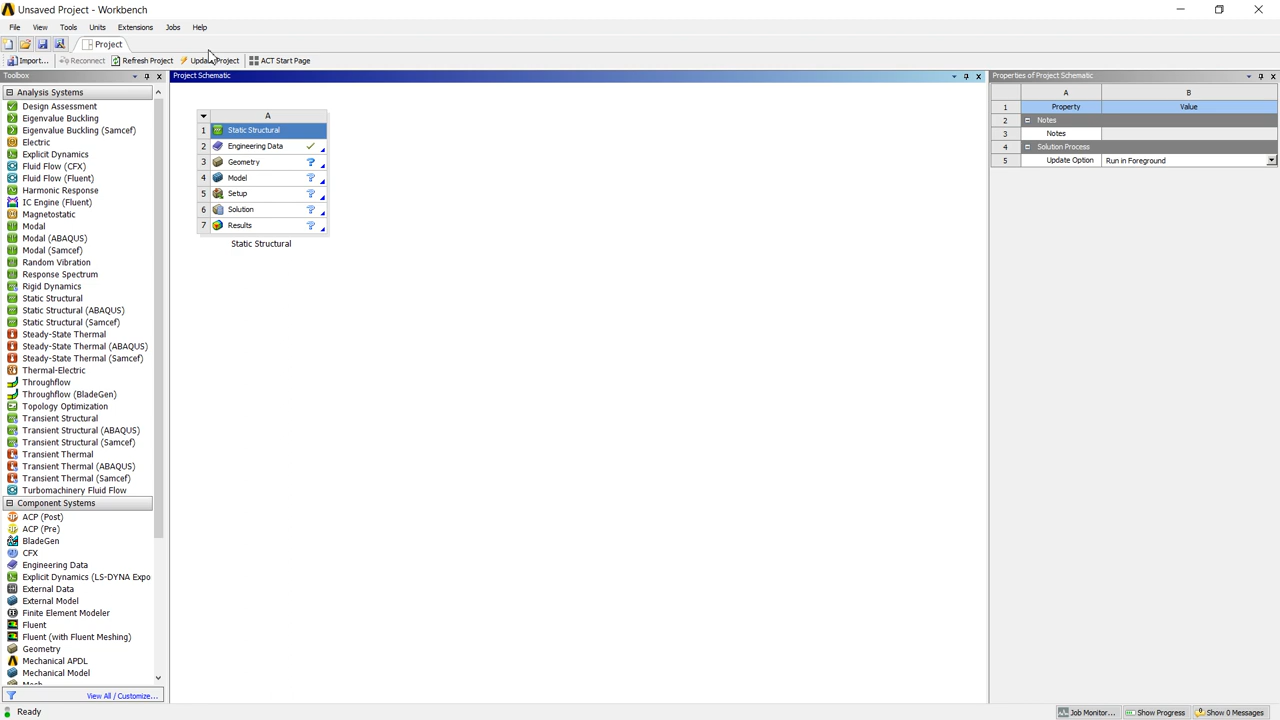 Unsaved Project - Workbench
File View Tools Units Extensions Jobs Help
Project
Import... Reconnect Refresh Project Update Project ACT Start Page
Toolbox
Analysis Systems
Design Assessment
Eigenvalue Buckling
Eigenvalue Buckling (Samcef)
Electric
Explicit Dynamics
Fluid Flow (CFX)
Fluid Flow (Fluent)
Harmonic Response
IC Engine (Fluent)
Magnetostatic
Modal
Modal (ABAQUS)
Modal (Samcef)
Random Vibration
Response Spectrum
Rigid Dynamics
Static Structural
Static Structural (ABAQUS)
Static Structural (Samcef)
Steady-State Thermal
Steady-State Thermal (ABAQUS)
Steady-State Thermal (Samcef)
Thermal-Electric
Throughflow
Throughflow (BladeGen)
Topology Optimization
Transient Structural
Transient Structural (ABAQUS)
Transient Structural (Samcef)
Transient Thermal
Transient Thermal (ABAQUS)
Transient Thermal (Samcef)
Turbomachinery Fluid Flow
Component Systems
ACP (Post)
ACP (Pre)
BladeGen
CFX
Engineering Data
Explicit Dynamics (LS-DYNA Expo
External Data
External Model
Finite Element Modeler
Fluent
Fluent (with Fluent Meshing)
Geometry
Mechanical APDL
Mechanical Model
Mesh
View All / Customize...
Project Schematic
A
1 Static Structural
2 Engineering Data
3 Geometry ?
4 Model ?
5 Setup ?
6 Solution ?
7 Results ?
Static Structural
Properties of Project Schematic
A B
1 Property Value
2 Notes
3 Notes
4 Solution Process
5 Update Option Run in Foreground
Ready
Job Monitor... Show Progress Show 0 Messages